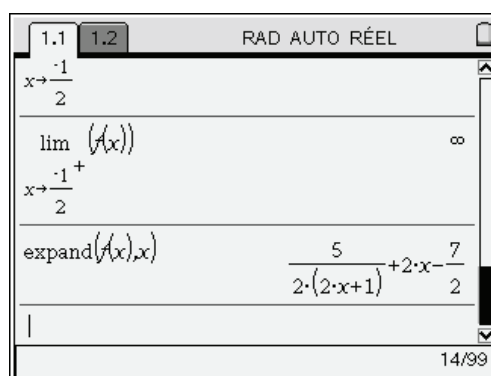 1.1 1.2 RAD AUTO RÉEL
x→-1/2
lim (f(x)) ∞
x→-1/2 +
expand(f(x),x) 5/(2·(2·x+1))+2·x-7/2
14/99